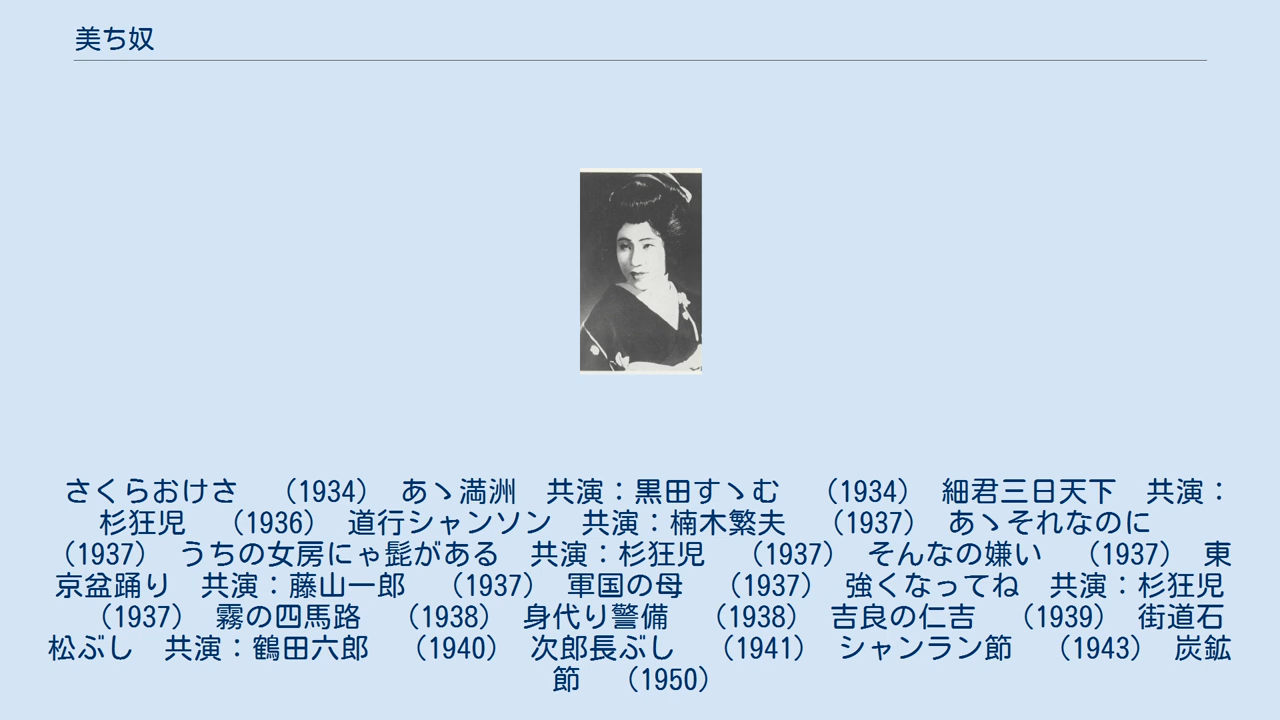 美ち奴
さくらおけさ　（1934）　あゝ満洲　共演：黒田すゝむ　（1934）　細君三日天下　共演：
杉狂児　（1936）　道行シャンソン　共演：楠木繁夫　（1937）　あゝそれなのに
（1937）　うちの女房にゃ髭がある　共演：杉狂児　（1937）　そんなの嫌い　（1937）　東
京盆踊り　共演：藤山一郎　（1937）　軍国の母　（1937）　強くなってね　共演：杉狂児
（1937）　霧の四馬路　（1938）　身代り警備　（1938）　吉良の仁吉　（1939）　街道石
松ぶし　共演：鶴田六郎　（1940）　次郎長ぶし　（1941）　シャンラン節　（1943）　炭鉱
節　（1950）